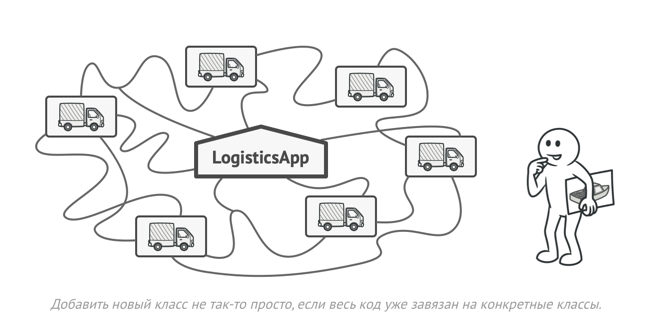 LogisticsApp
Добавить новый класс не так-то просто, если весь код уже завязан на конкретные классы.